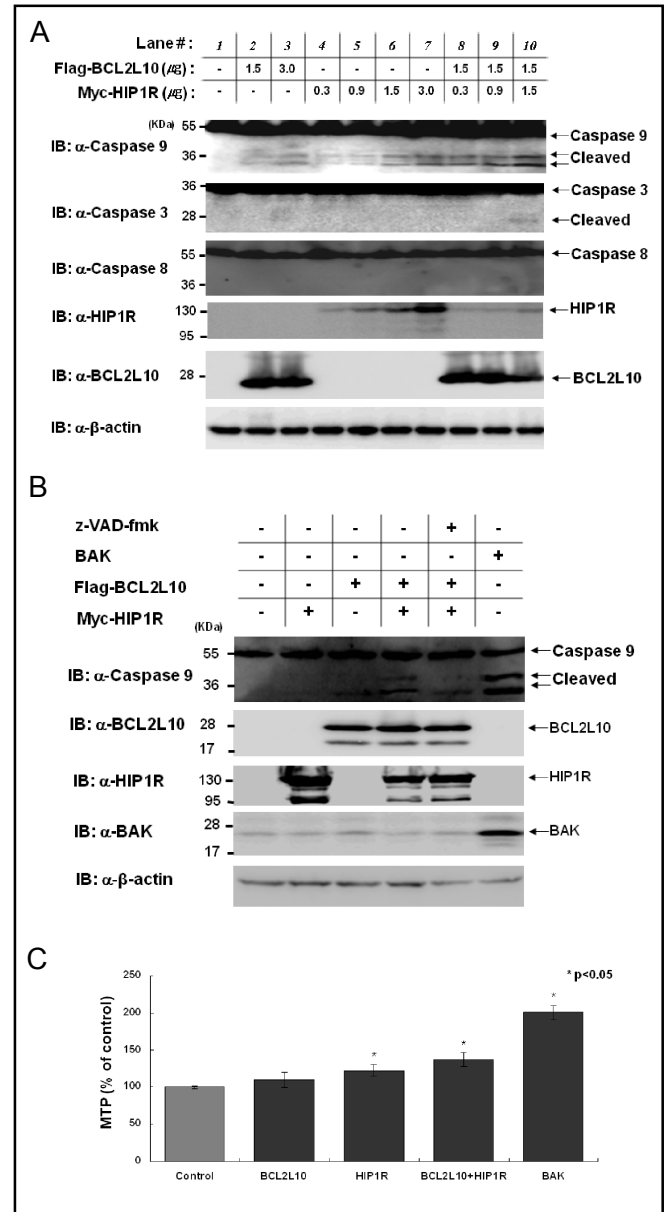 A
Lane # : 1 2 3 4 5 6 7 8 9 10
Flag-BCL2L10 (㎍) : - 1.5 3.0 - - - - 1.5 1.5 1.5
Myc-HIP1R (㎍) : - - - 0.3 0.9 1.5 3.0 0.3 0.9 1.5
(KDa)
IB: α-Caspase 9
55
36
Caspase 9
Cleaved
IB: α-Caspase 3
36
28
Caspase 3
Cleaved
IB: α-Caspase 8
55
36
Caspase 8
IB: α-HIP1R
130
95
HIP1R
IB: α-BCL2L10
28
BCL2L10
IB: α-β-actin
B
z-VAD-fmk - - - - + -
BAK - - - - - +
Flag-BCL2L10 - - + + + -
Myc-HIP1R - + - + + -
(KDa)
IB: α-Caspase 9
55
36
Caspase 9
Cleaved
IB: α-BCL2L10
28
17
BCL2L10
IB: α-HIP1R
130
95
HIP1R
IB: α-BAK
28
17
BAK
IB: α-β-actin
C
MTP (% of control)
250
200
150
100
50
0
* p<0.05
* * *
Control BCL2L10 HIP1R BCL2L10+HIP1R BAK